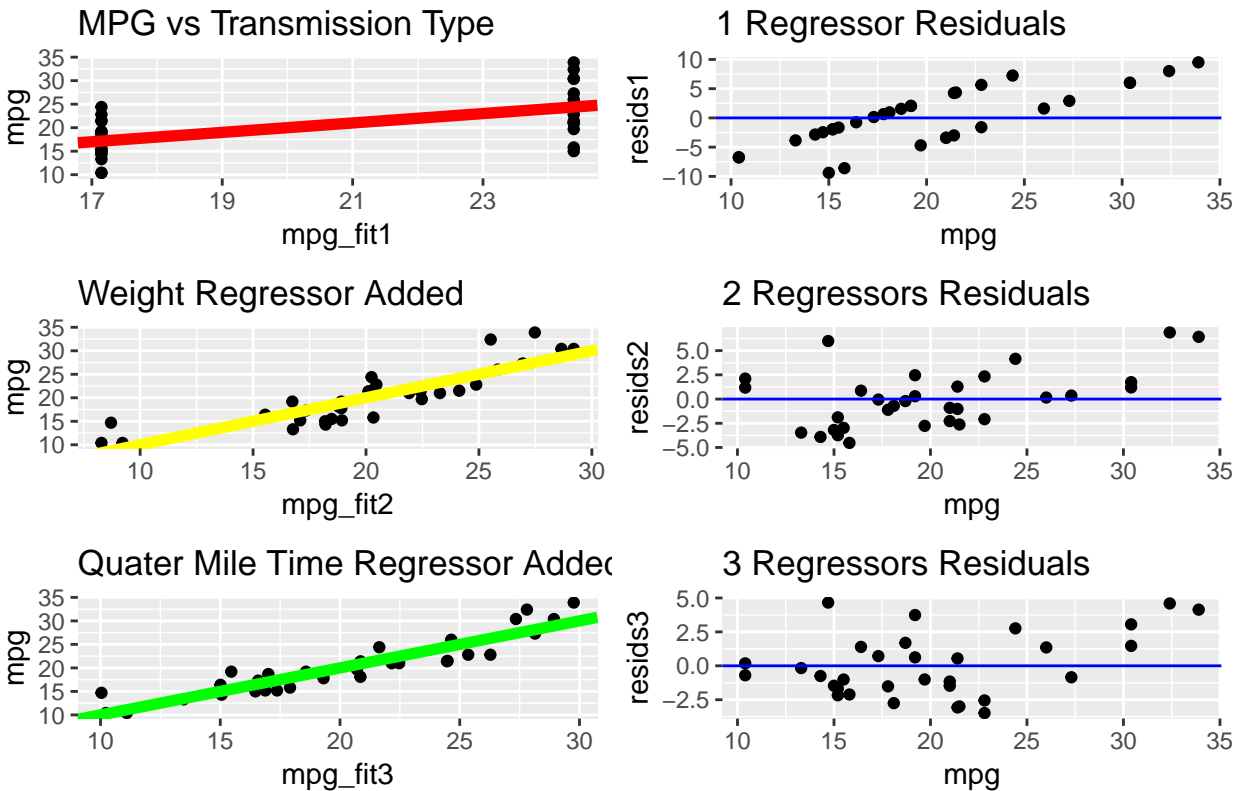 MPG vs Transmission Type
35
30
25
20
15
10
mpg
17 19 21 23
mpg_fit1
1 Regressor Residuals
10
5
0
−5
−10
resids1
10 15 20 25 30 35
mpg
Weight Regressor Added
35
30
25
20
15
10
mpg
10 15 20 25 30
mpg_fit2
2 Regressors Residuals
5.0
2.5
0.0
−2.5
−5.0
resids2
10 15 20 25 30 35
mpg
Quater Mile Time Regressor Added
35
30
25
20
15
10
mpg
10 15 20 25 30
mpg_fit3
3 Regressors Residuals
5.0
2.5
0.0
−2.5
resids3
10 15 20 25 30 35
mpg